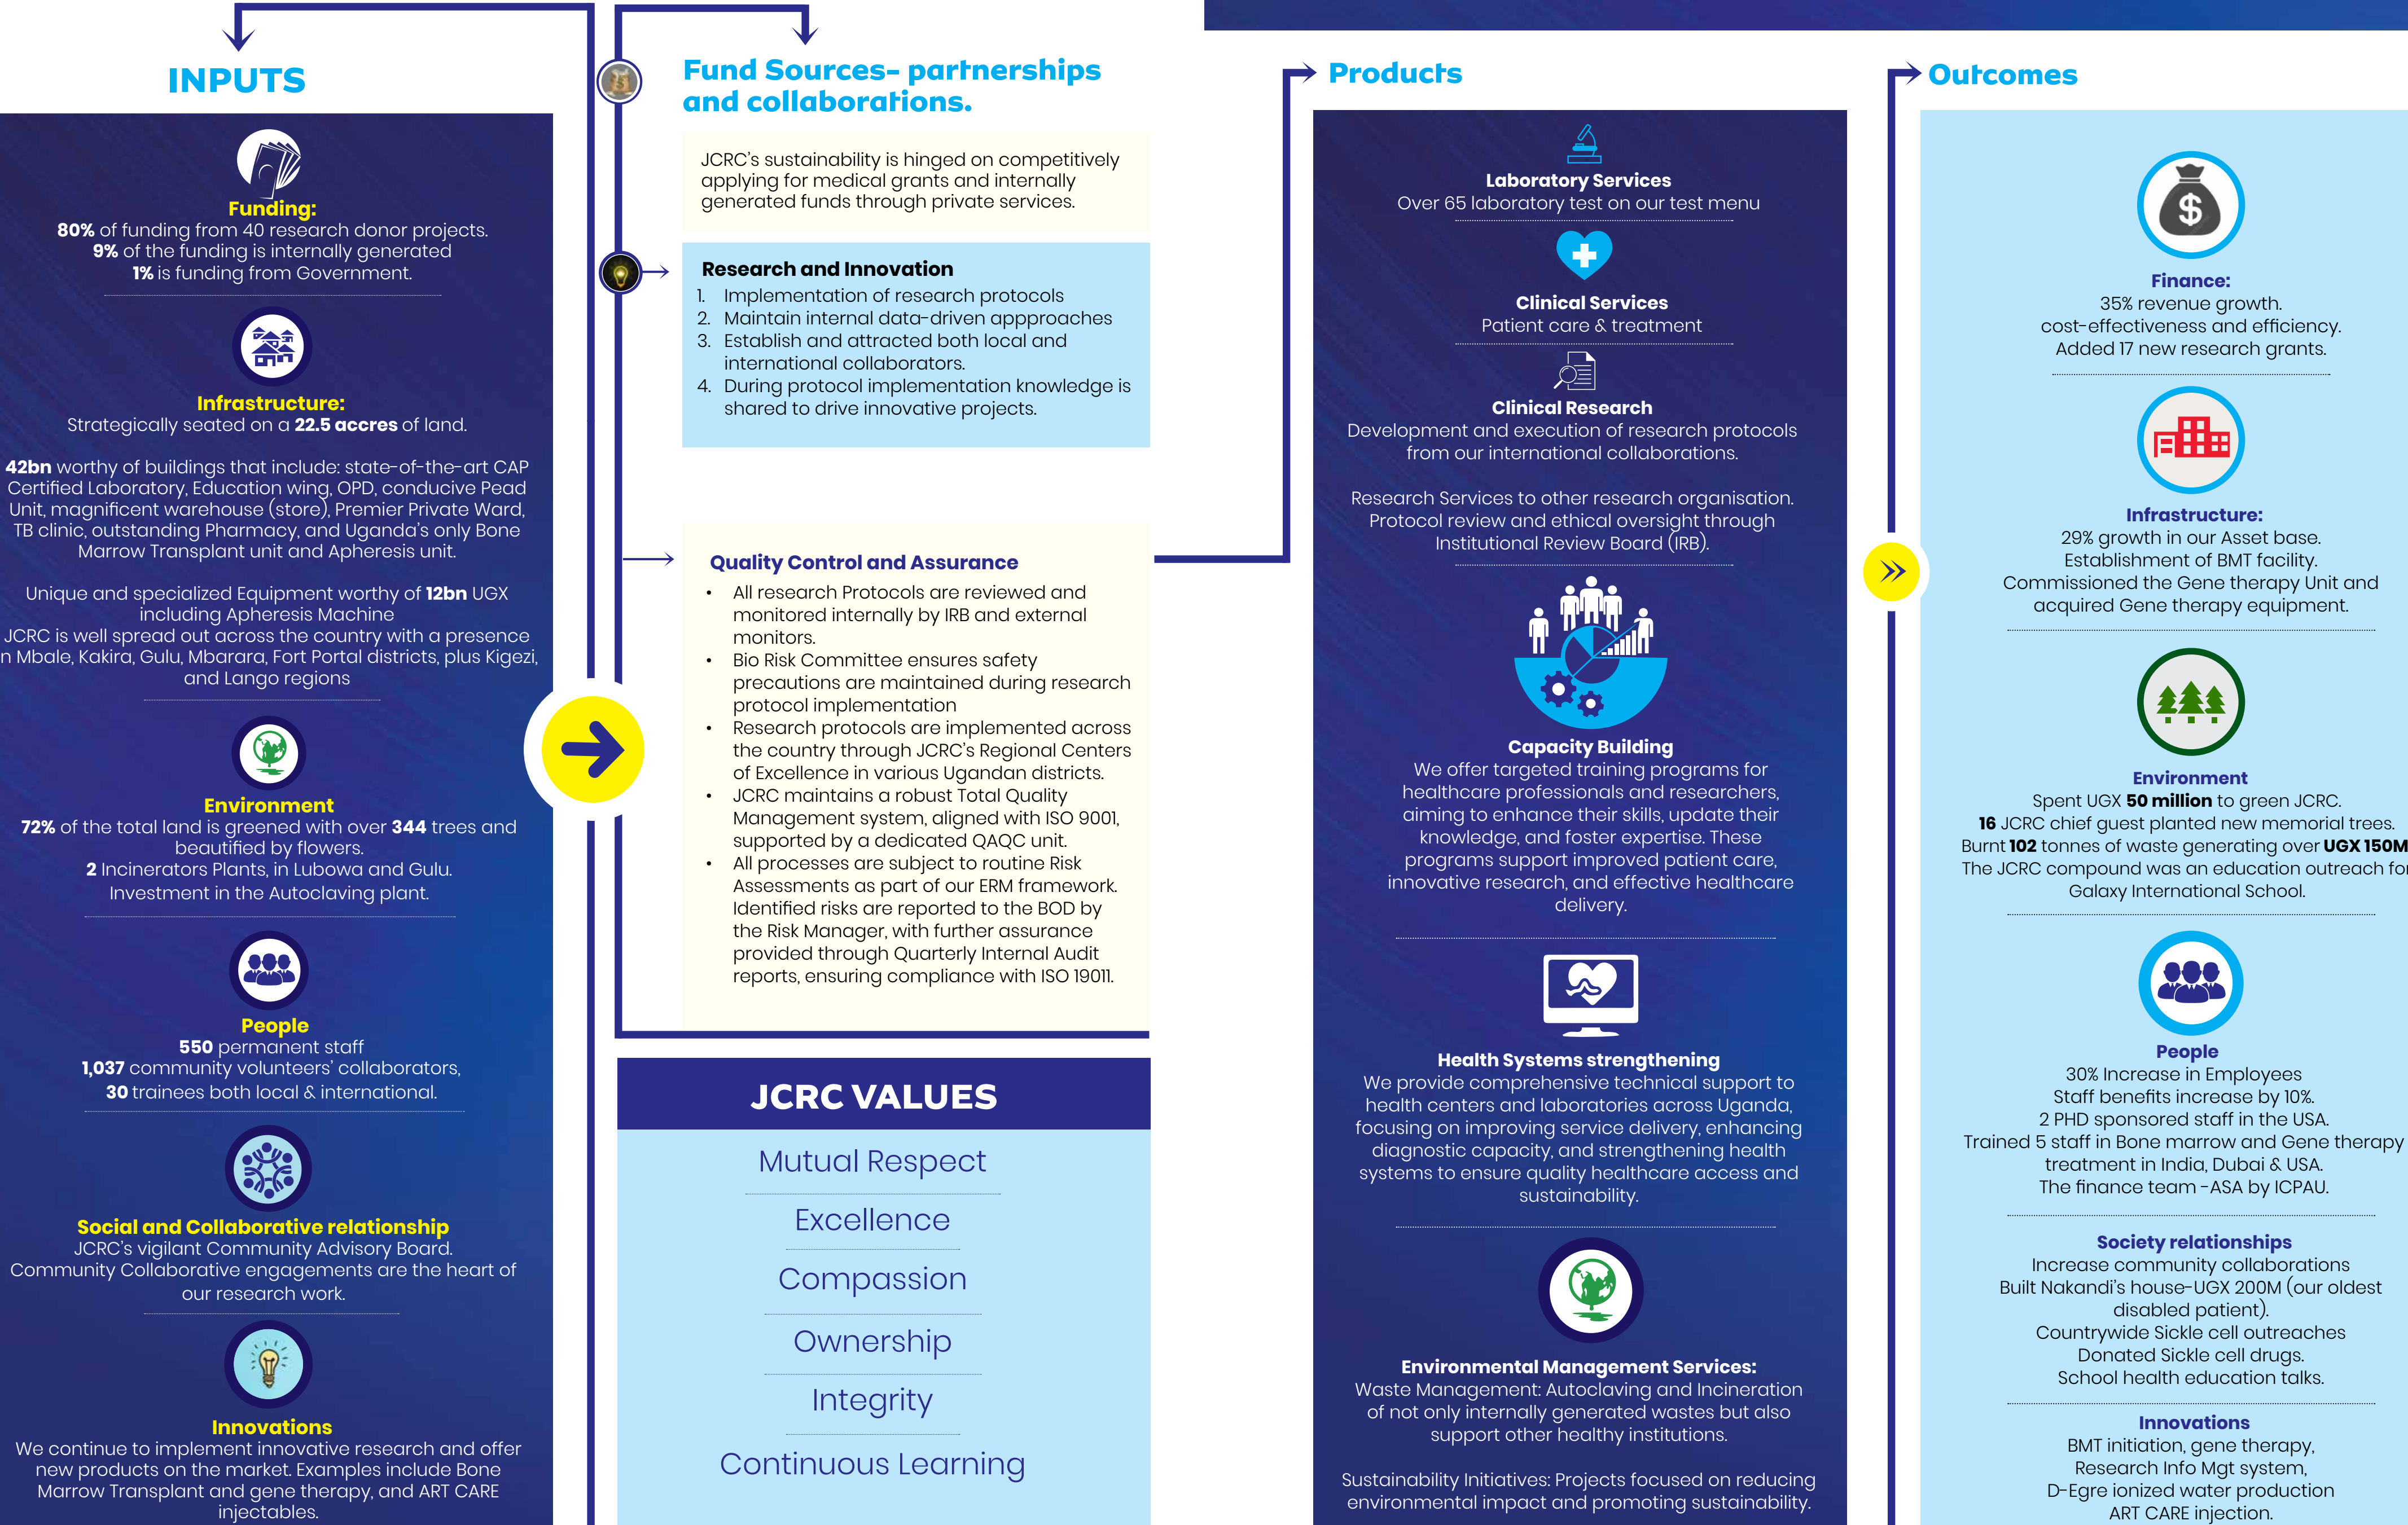 INPUTS
Funding:
80% of funding from 40 research donor projects.
9% of the funding is internally generated
1% is funding from Government.
Infrastructure:
Strategically seated on a 22.5 accres of land.
42bn worthy of buildings that include: state-of-the-art CAP
Certified Laboratory, Education wing, OPD, conducive Pead
Unit, magnificent warehouse (store), Premier Private Ward,
TB clinic, outstanding Pharmacy, and Uganda's only Bone
Marrow Transplant unit and Apheresis unit.
Unique and specialized Equipment worthy of 12bn UGX
including Apheresis Machine
JCRC is well spread out across the country with a presence
n Mbale, Kakira, Gulu, Mbarara, Fort Portal districts, plus Kigezi,
and Lango regions
Environment
72% of the total land is greened with over 344 trees and
beautified by flowers.
2 Incinerators Plants, in Lubowa and Gulu.
Investment in the Autoclaving plant.
People
550 permanent staff
1,037 community volunteers' collaborators,
30 trainees both local & international.
Social and Collaborative relationship
JCRC's vigilant Community Advisory Board.
Community Collaborative engagements are the heart of
our research work.
Innovations
We continue to implement innovative research and offer
new products on the market. Examples include Bone
Marrow Transplant and gene therapy, and ART CARE
injectables.
Fund Sources- partnerships
and collaborations.
JCRC's sustainability is hinged on competitively
applying for medical grants and internally
generated funds through private services.
Research and Innovation
1. Implementation of research protocols
2. Maintain internal data-driven appproaches
3. Establish and attracted both local and
international collaborators.
4. During protocol implementation knowledge is
shared to drive innovative projects.
Quality Control and Assurance
• All research Protocols are reviewed and
monitored internally by IRB and external
monitors.
• Bio Risk Committee ensures safety
precautions are maintained during research
protocol implementation
• Research protocols are implemented across
the country through JCRC's Regional Centers
of Excellence in various Ugandan districts.
• JCRC maintains a robust Total Quality
Management system, aligned with ISO 9001,
supported by a dedicated QAQC unit.
• All processes are subject to routine Risk
Assessments as part of our ERM framework.
Identified risks are reported to the BOD by
the Risk Manager, with further assurance
provided through Quarterly Internal Audit
reports, ensuring compliance with ISO 19011.
JCRC VALUES
Mutual Respect
Excellence
Compassion
Ownership
Integrity
Continuous Learning
Products
Laboratory Services
Over 65 laboratory test on our test menu
Clinical Services
Patient care & treatment
Clinical Research
Development and execution of research protocols
from our international collaborations.
Research Services to other research organisation.
Protocol review and ethical oversight through
Institutional Review Board (IRB).
Capacity Building
We offer targeted training programs for
healthcare professionals and researchers,
aiming to enhance their skills, update their
knowledge, and foster expertise. These
programs support improved patient care,
innovative research, and effective healthcare
delivery.
Health Systems strengthening
We provide comprehensive technical support to
health centers and laboratories across Uganda,
focusing on improving service delivery, enhancing
diagnostic capacity, and strengthening health
systems to ensure quality healthcare access and
sustainability.
Environmental Management Services:
Waste Management: Autoclaving and Incineration
of not only internally generated wastes but also
support other healthy institutions.
Sustainability Initiatives: Projects focused on reducing
environmental impact and promoting sustainability.
Outcomes
$
Finance:
35% revenue growth.
cost-effectiveness and efficiency.
Added 17 new research grants.
Infrastructure:
29% growth in our Asset base.
Establishment of BMT facility.
Commissioned the Gene therapy Unit and
acquired Gene therapy equipment.
Environment
Spent UGX 50 million to green JCRC.
16 JCRC chief guest planted new memorial trees.
Burnt 102 tonnes of waste generating over UGX 150M
The JCRC compound was an education outreach for
Galaxy International School.
People
30% Increase in Employees
Staff benefits increase by 10%.
2 PHD sponsored staff in the USA.
Trained 5 staff in Bone marrow and Gene therapy
treatment in India, Dubai & USA.
The finance team -ASA by ICPAU.
Society relationships
Increase community collaborations
Built Nakandi's house-UGX 200M (our oldest
disabled patient).
Countrywide Sickle cell outreaches
Donated Sickle cell drugs.
School health education talks.
Innovations
BMT initiation, gene therapy,
Research Info Mgt system,
D-Egre ionized water production
ART CARE injection.